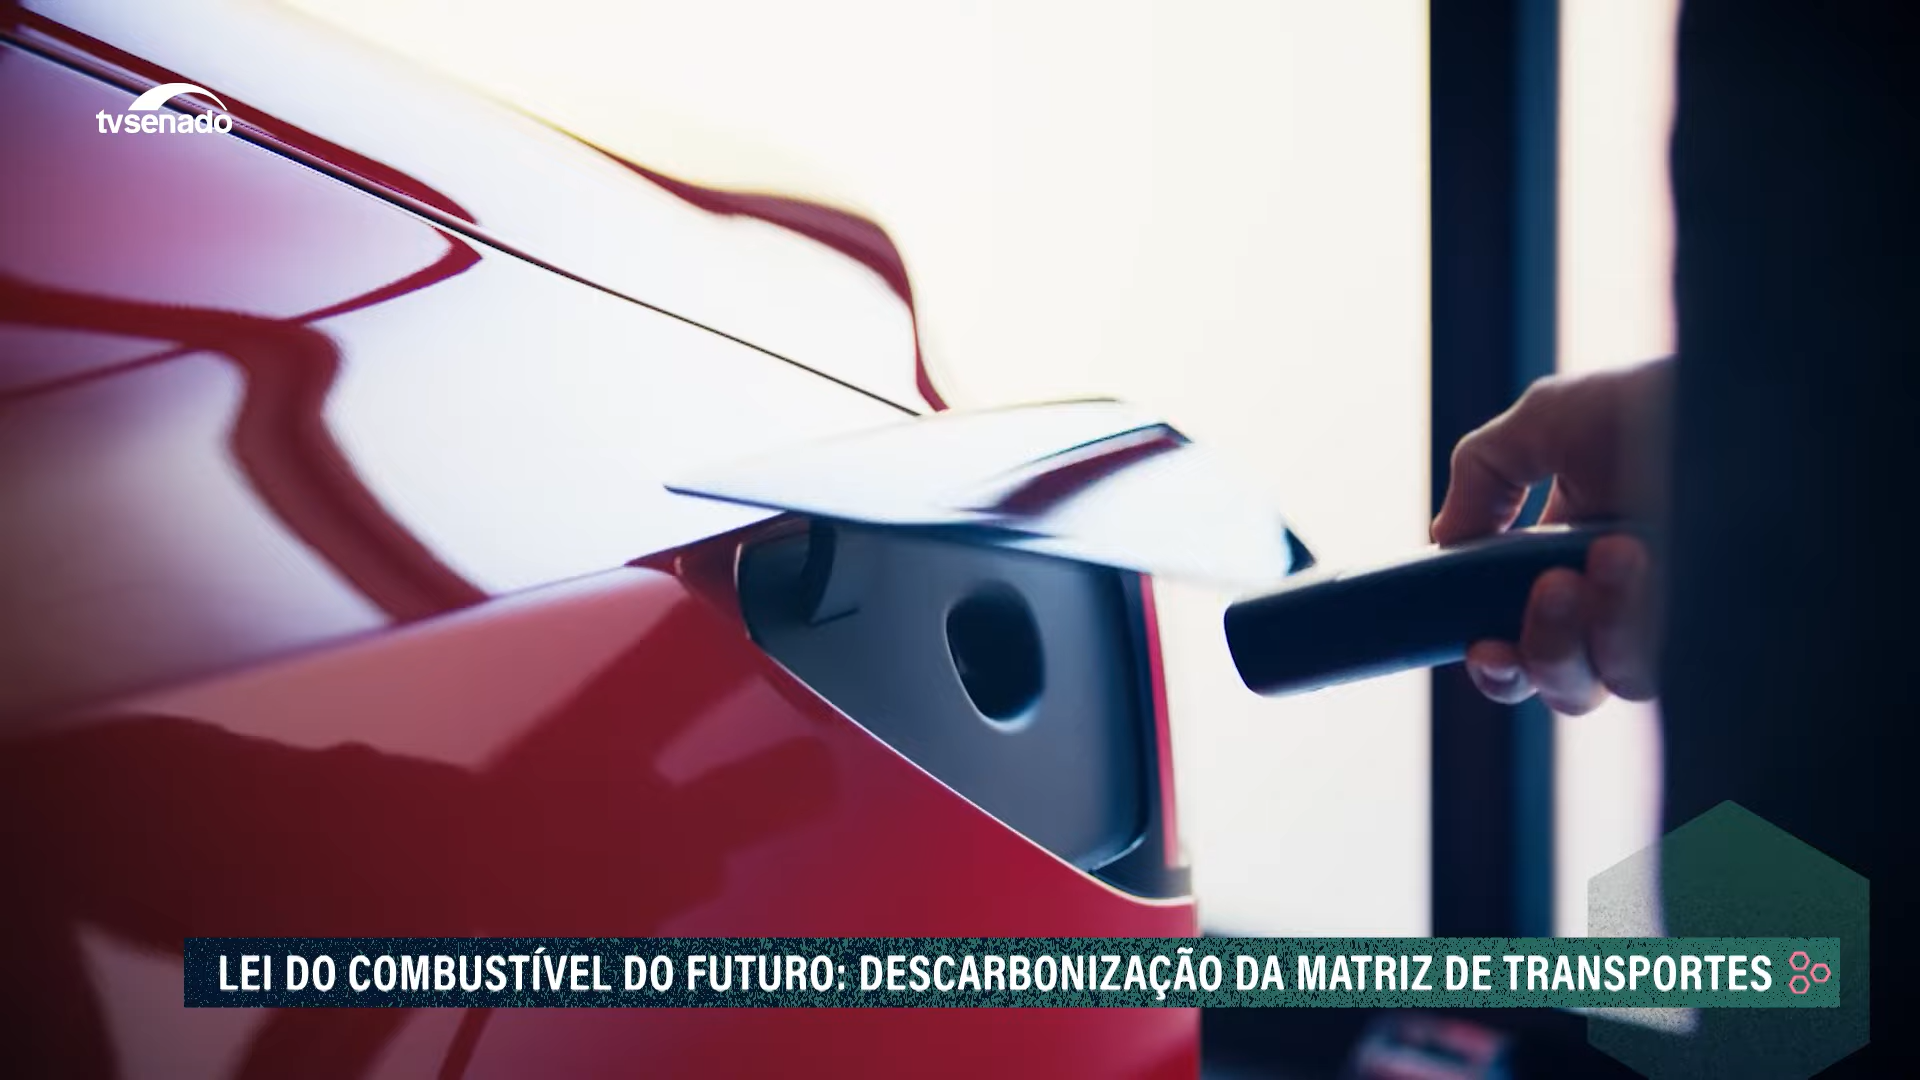 tvsenado
LEI DO COMBUSTÍVEL DO FUTURO: DESCARBONIZAÇÃO DA MATRIZ DE TRANSPORTES